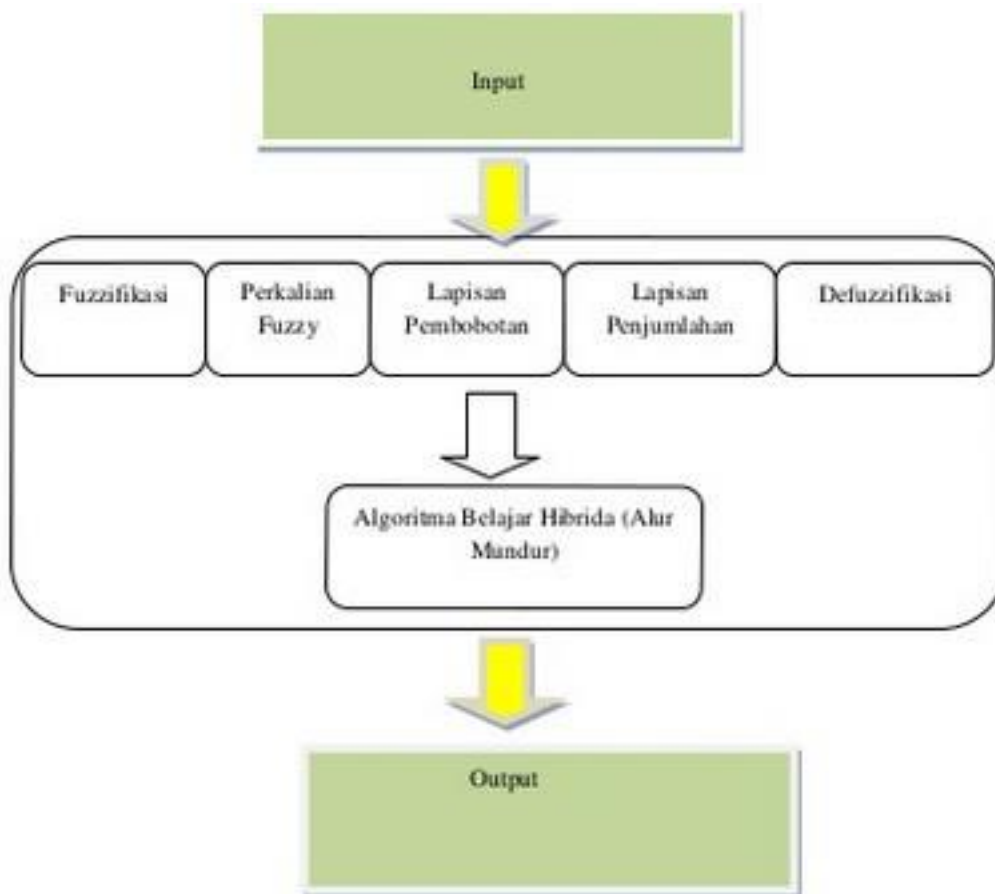 Input
Fuzzifikasi
Perkalian
Fuzzy
Lapisan
Pembobotan
Lapisan
Penjumlahan
Defuzzifikasi
Algoritma Belajar Hibrida (Alur
Mundur)
Output